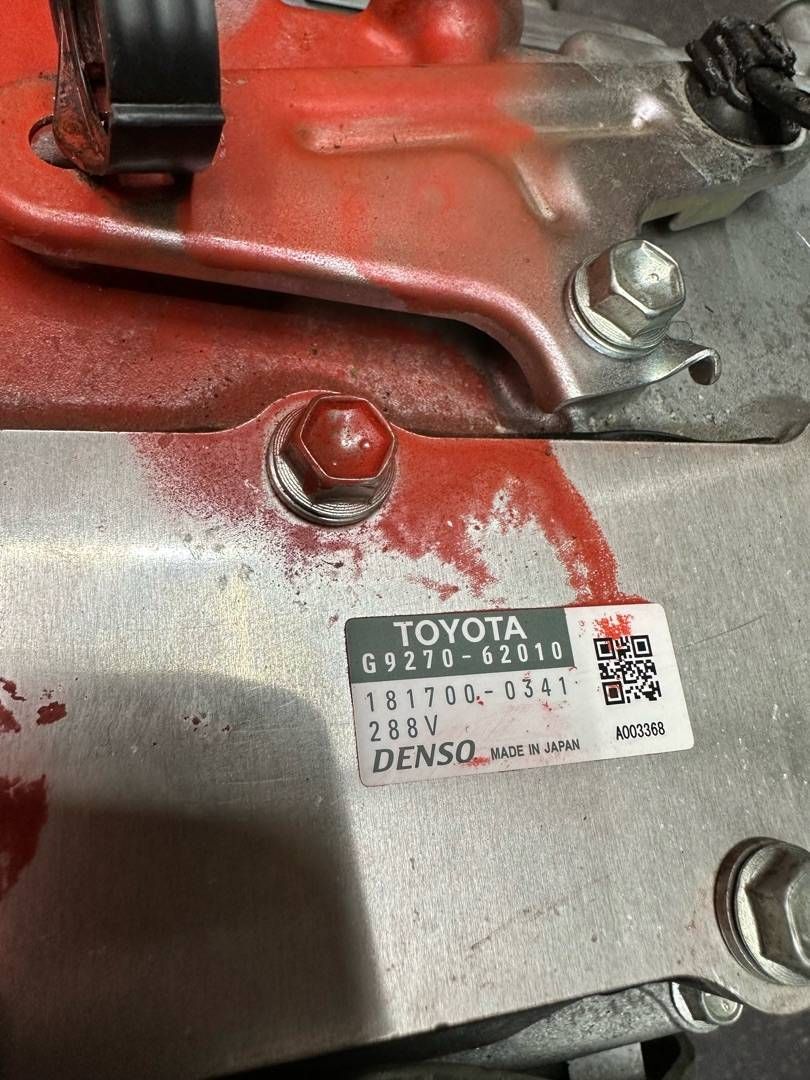 TOYOTA
G9270-62010
181700-0341
288V
DENSO MADE IN JAPAN
A003368